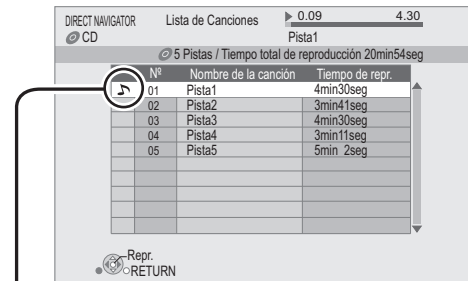 DIRECT NAVIGATOR Lista de Canciones 0.09 4.30
CD Pista1
5 Pistas / Tiempo total de reproducción 20min54seg
Nº Nombre de la canción Tiempo de repr.
01 Pista1 4min30seg
02 Pista2 3min41seg
03 Pista3 4min30seg
04 Pista4 3min11seg
05 Pista5 5min 2seg
Repr.
RETURN